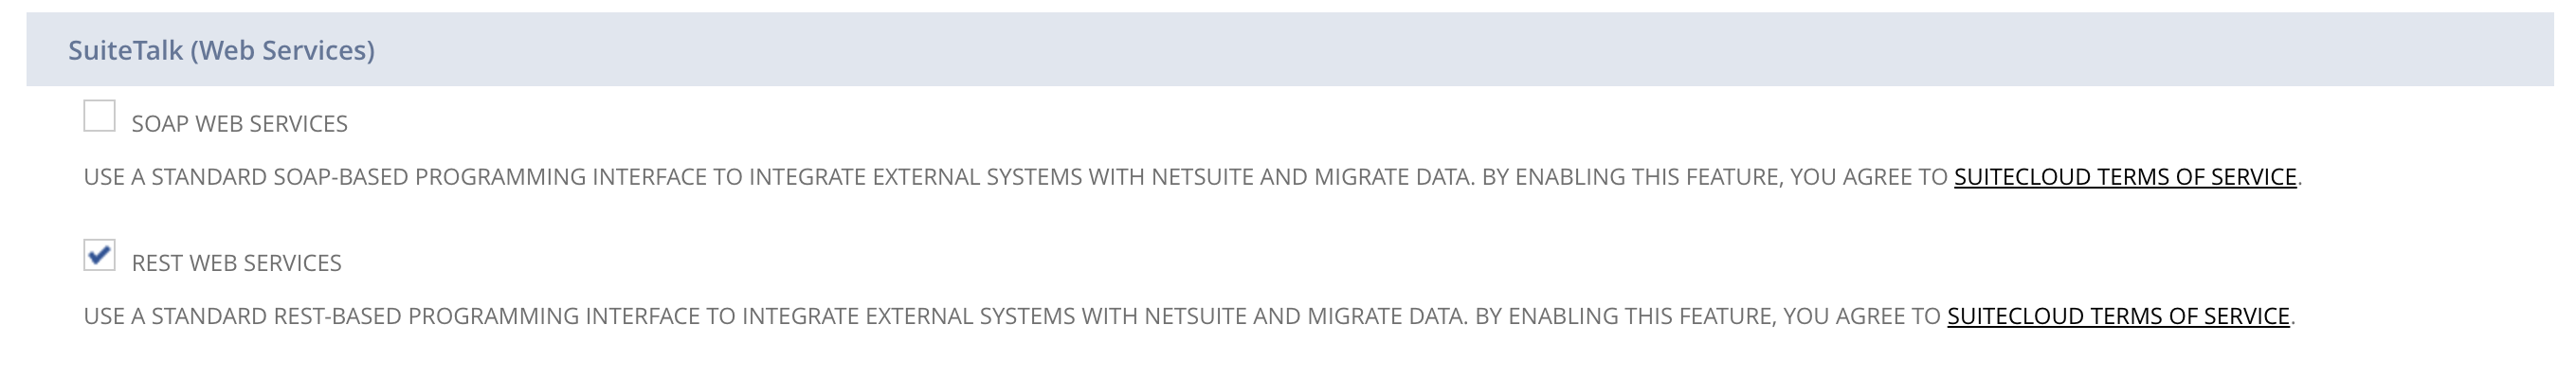 SuiteTalk (Web Services)
SOAP WEB SERVICES
USE A STANDARD SOAP-BASED PROGRAMMING INTERFACE TO INTEGRATE EXTERNAL SYSTEMS WITH NETSUITE AND MIGRATE DATA. BY ENABLING THIS FEATURE, YOU AGREE TO SUITECLOUD TERMS OF SERVICE.
REST WEB SERVICES
USE A STANDARD REST-BASED PROGRAMMING INTERFACE TO INTEGRATE EXTERNAL SYSTEMS WITH NETSUITE AND MIGRATE DATA. BY ENABLING THIS FEATURE, YOU AGREE TO SUITECLOUD TERMS OF SERVICE.